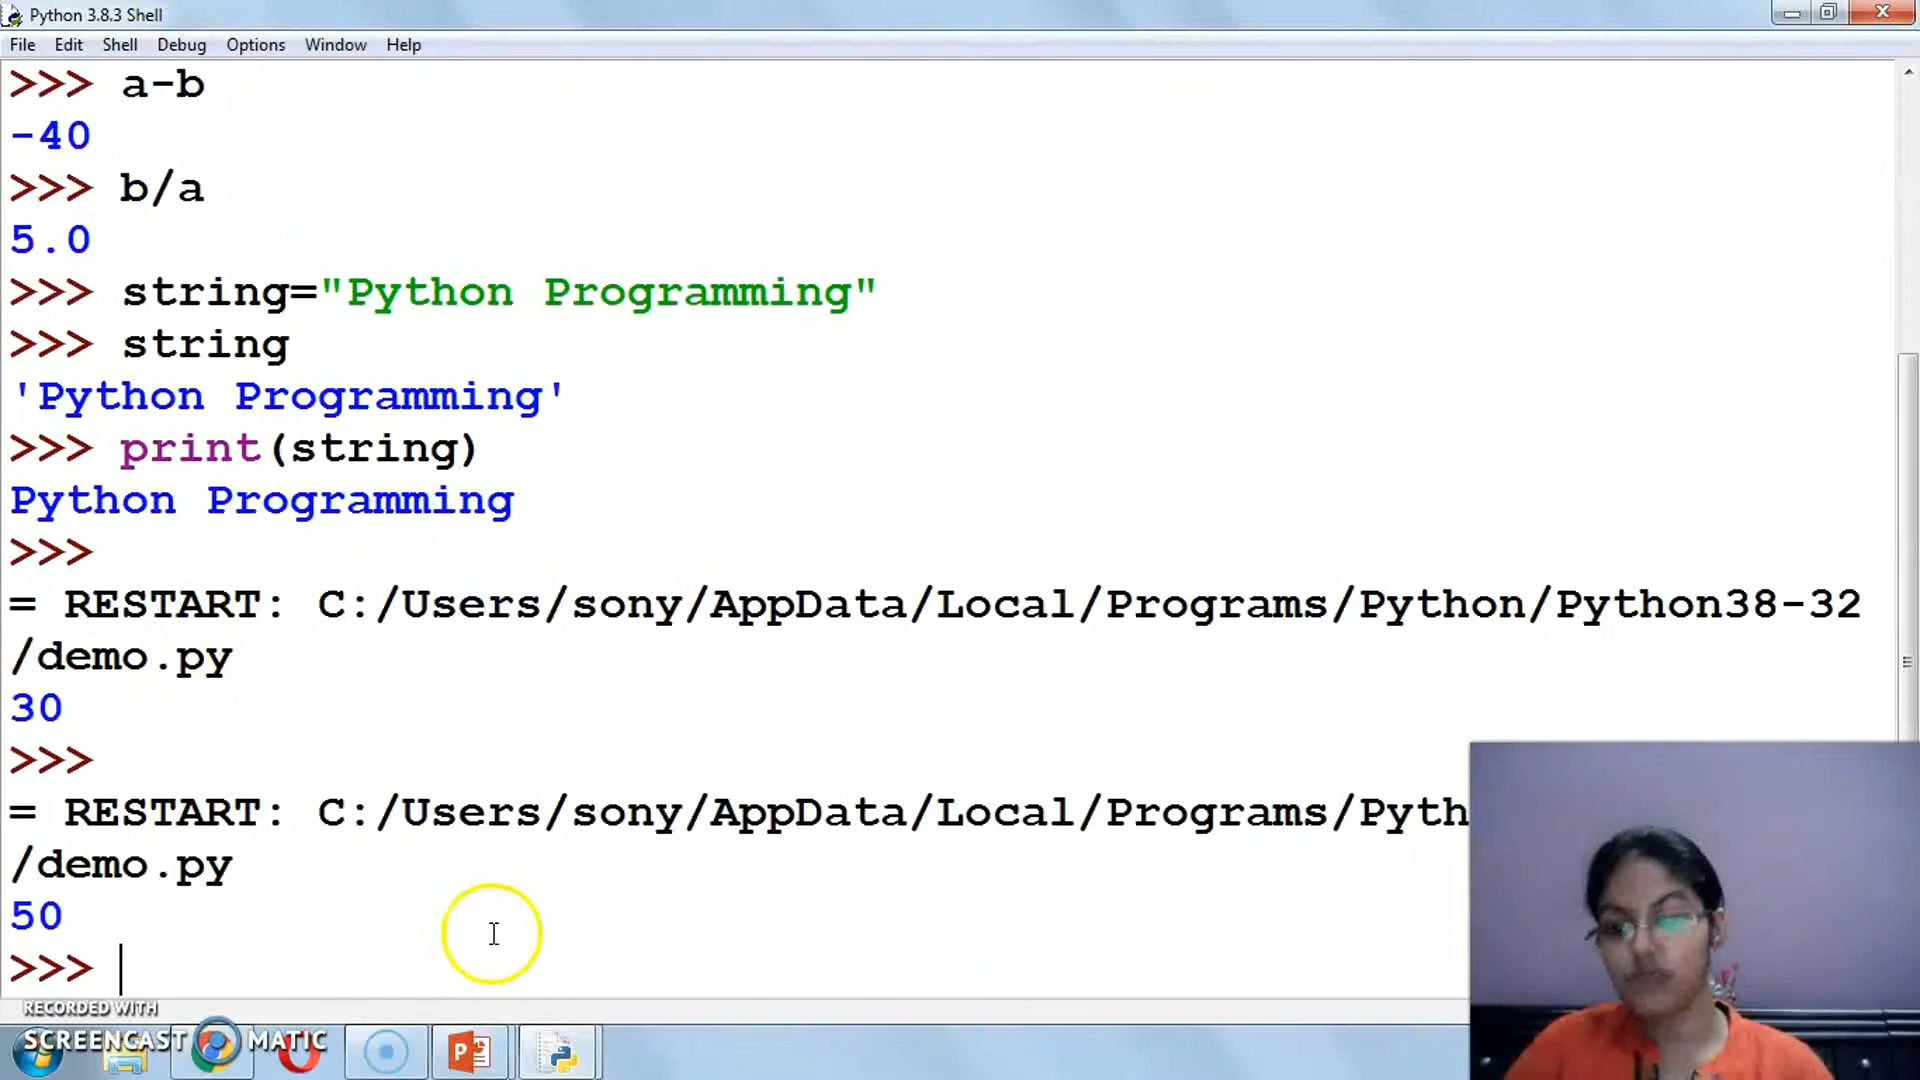 Python 3.8.3 Shell
File Edit Shell Debug Options Window Help
>>> a-b
-40
>>> b/a
5.0
>>> string="Python Programming"
>>> string
'Python Programming'
>>> print(string)
Python Programming
>>>
= RESTART: C:/Users/sony/AppData/Local/Programs/Python/Python38-32
/demo.py
30
>>>
= RESTART: C:/Users/sony/AppData/Local/Programs/Pyth
/demo.py
50
>>>
RECORDED WITH
SCREENCAST MATIC